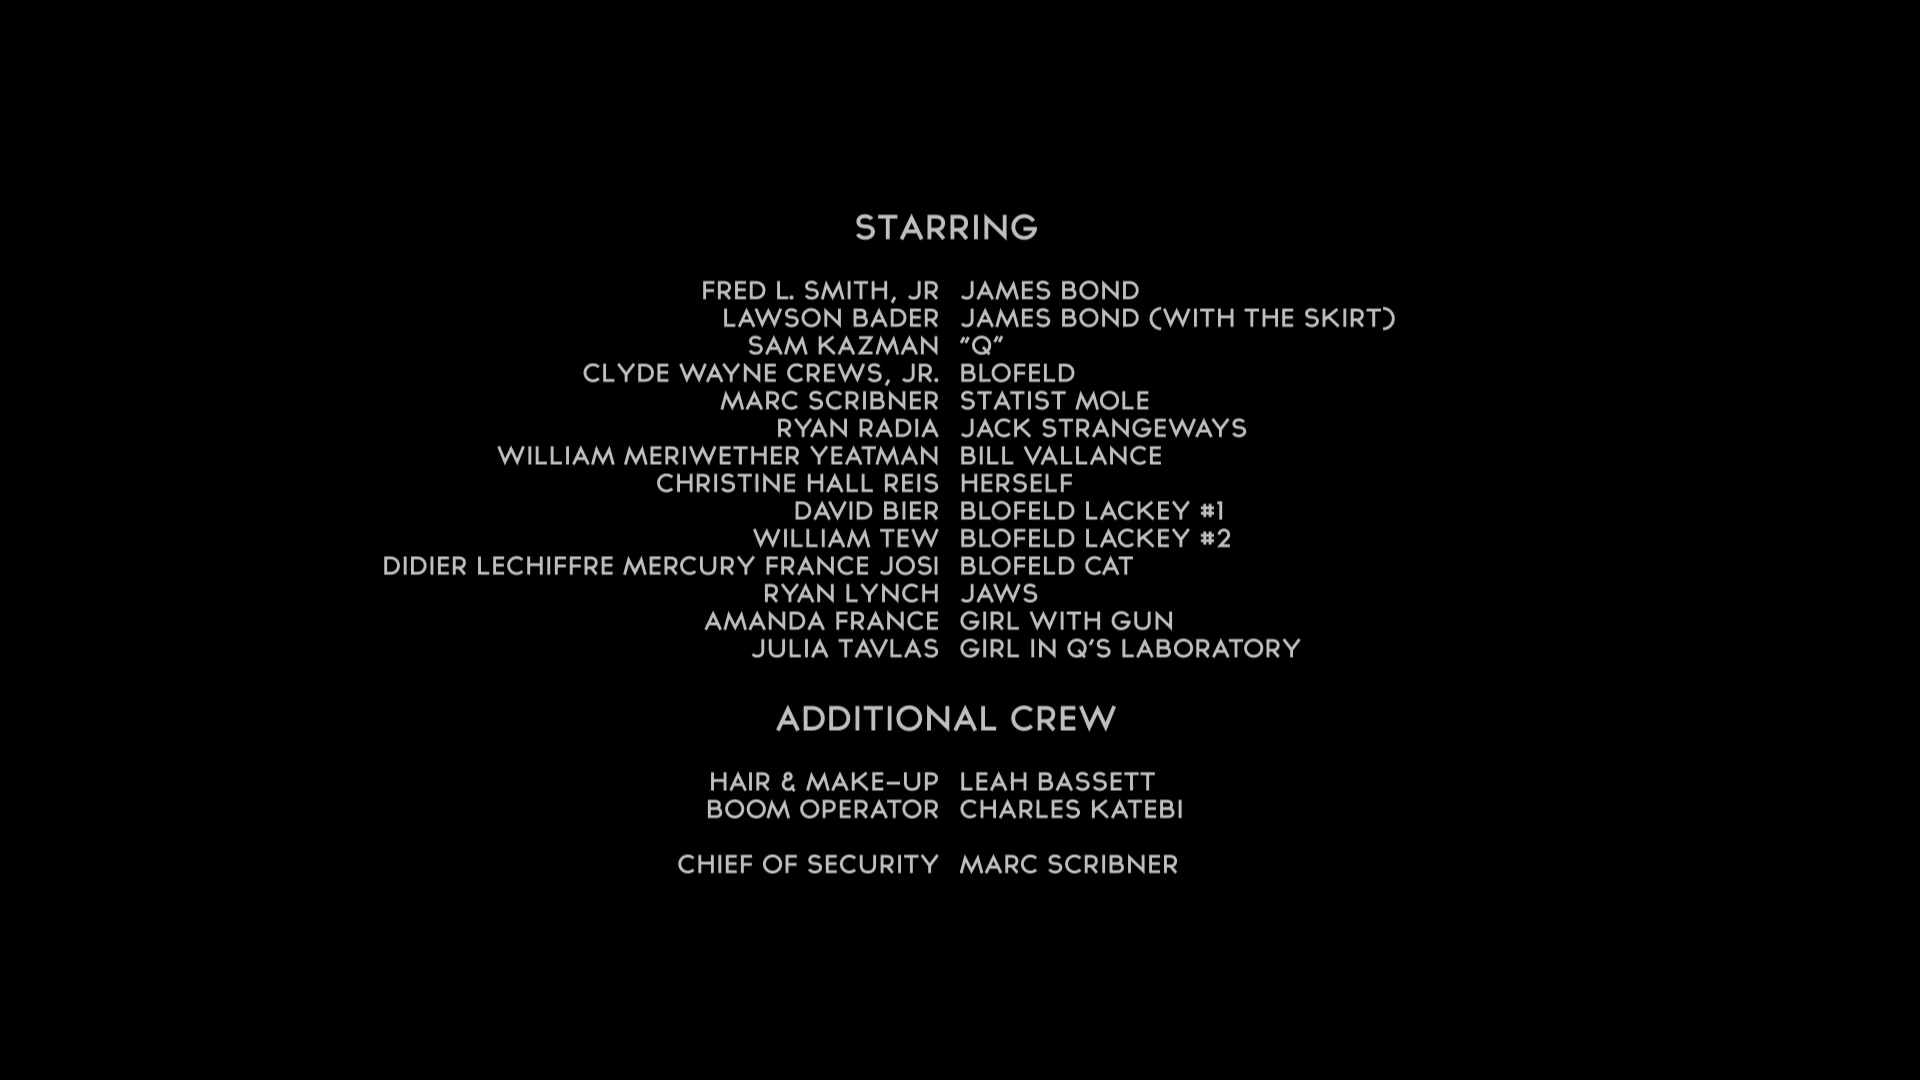 STARRING
FRED L. SMITH, JR JAMES BOND
LAWSON BADER JAMES BOND (WITH THE SKIRT)
SAM KAZMAN "Q"
CLYDE WAYNE CREWS, JR. BLOFELD
MARC SCRIBNER STATIST MOLE
RYAN RADIA JACK STRANGEWAYS
WILLIAM MERIWETHER YEATMAN BILL VALLANCE
CHRISTINE HALL REIS HERSELF
DAVID BIER BLOFELD LACKEY #1
WILLIAM TEW BLOFELD LACKEY #2
DIDIER LECHIFFRE MERCURY FRANCE JOSI BLOFELD CAT
RYAN LYNCH JAWS
AMANDA FRANCE GIRL WITH GUN
JULIA TAVLAS GIRL IN Q'S LABORATORY
ADDITIONAL CREW
HAIR & MAKE-UP LEAH BASSETT
BOOM OPERATOR CHARLES KATEBI
CHIEF OF SECURITY MARC SCRIBNER